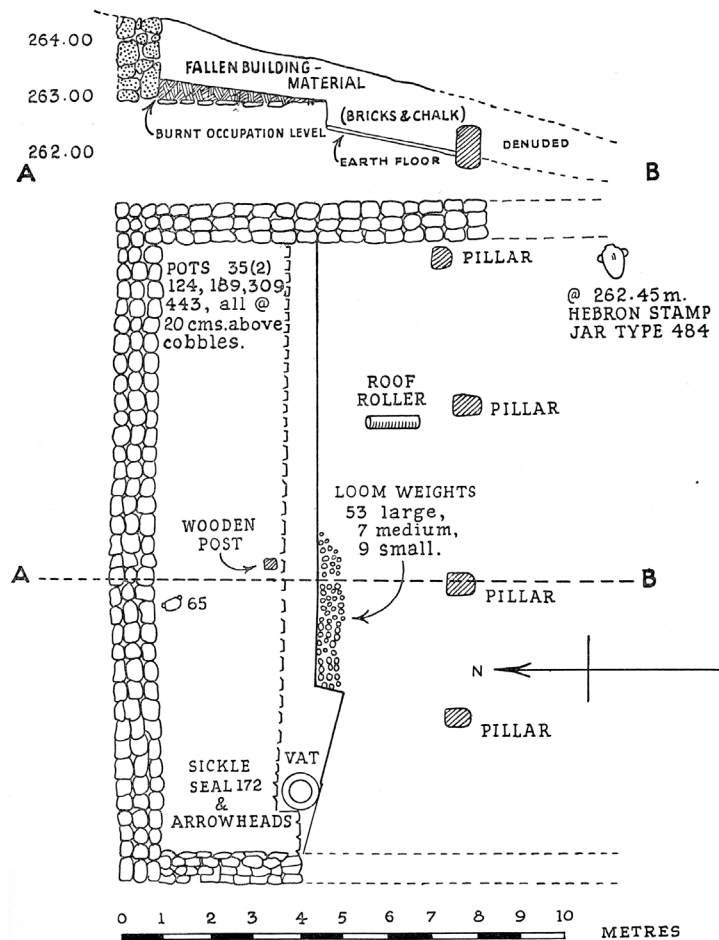 264.00
263.00
262.00
FALLEN BUILDING-
MATERIAL
(BRICKS & CHALK)
BURNT OCCUPATION LEVEL
EARTH FLOOR
DENUDED
A
B
POTS 35(2)
124, 189, 309,
443, all @
20 cms. above
cobbles.
PILLAR
@ 262.45 m.
HEBRON STAMP
JAR TYPE 484
ROOF
ROLLER
PILLAR
LOOM WEIGHTS
53 large,
7 medium,
9 small.
WOODEN
POST
A
B
65
PILLAR
N
PILLAR
VAT
SICKLE
SEAL 172
&
ARROWHEADS
0 1 2 3 4 5 6 7 8 9 10
METRES